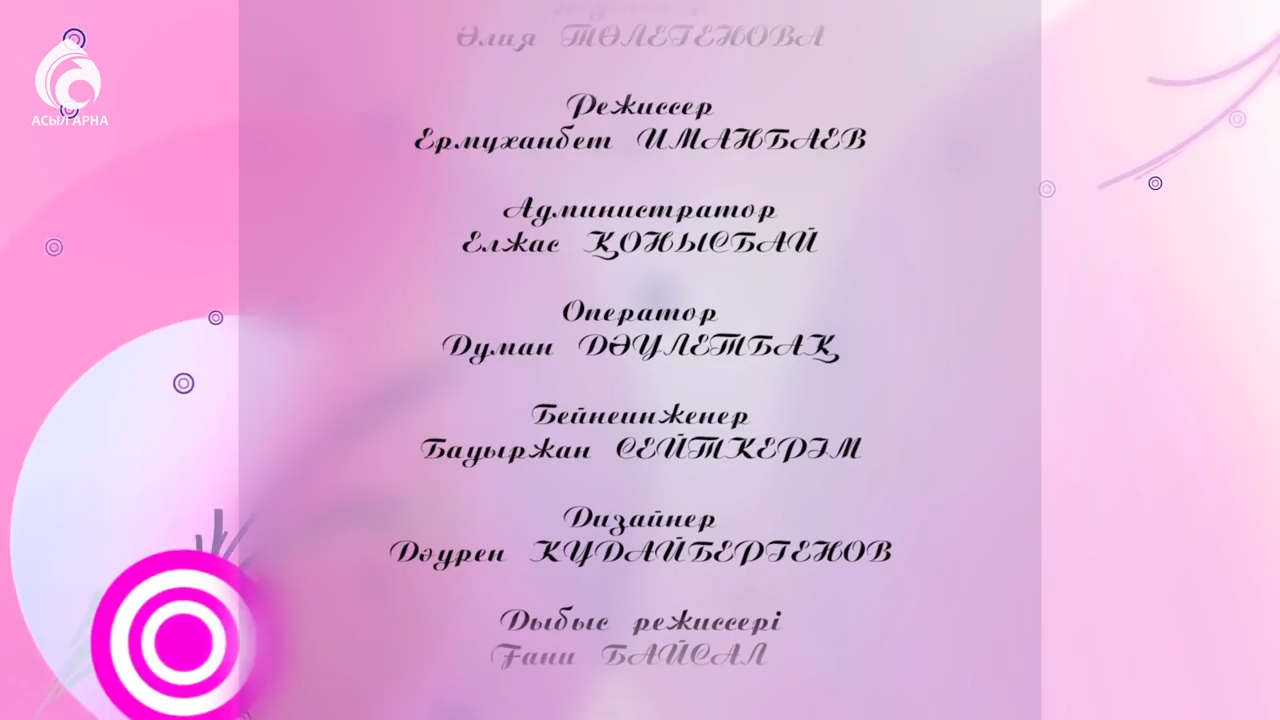 АСЫЛ АРНА
Әлия ТӨЛЕГЕНОВА
Режиссер
Ермуханбет ИМАНБАЕВ
Администратор
Елжас ҚОНЫСБАЙ
Оператор
Думан ДӘУЛЕТБАҚ
Бейнеинженер
Бауыржан СЕЙТКЕРІМ
Дизайнер
Дәурен КУДАЙБЕРГЕНОВ
Дыбыс режиссері
Ғани БАЙСАЛ